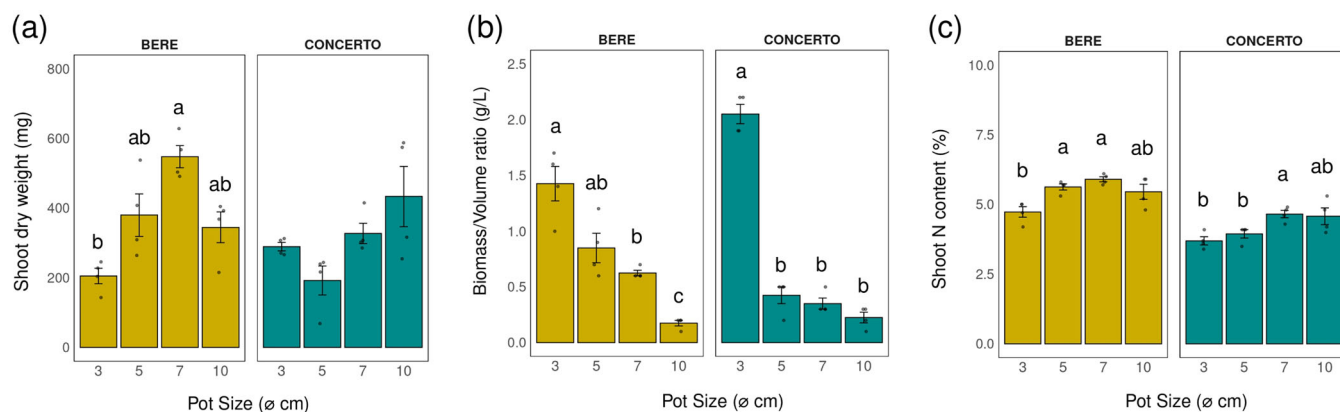 (a)
BERE
CONCERTO
Shoot dry weight (mg)
800
600
400
200
0
b
ab
a
ab
3
5
7
10
3
5
7
10
Pot Size (ø cm)
(b)
BERE
CONCERTO
Biomass/Volume ratio (g/L)
2.5
2.0
1.5
1.0
0.5
0.0
a
ab
b
c
a
b
b
b
3
5
7
10
3
5
7
10
Pot Size (ø cm)
(c)
BERE
CONCERTO
Shoot N content (%)
10.0
7.5
5.0
2.5
0.0
b
a
a
ab
b
b
a
ab
3
5
7
10
3
5
7
10
Pot Size (ø cm)